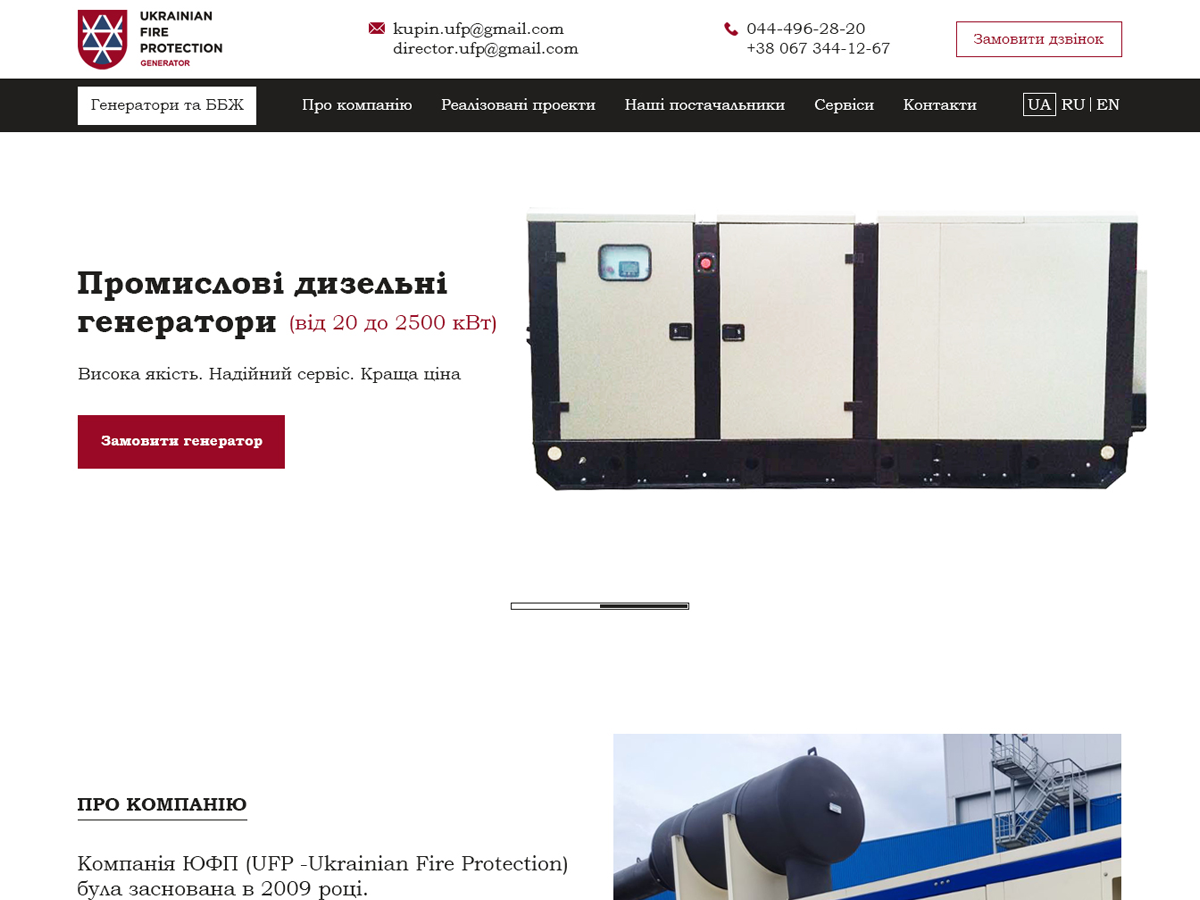 UKRAINIAN
FIRE
PROTECTION
GENERATOR
kupin.ufp@gmail.com
director.ufp@gmail.com
044-496-28-20
+38 067 344-12-67
Замовити дзвінок
Генератори та ББЖ
Про компанію
Реалізовані проекти
Наші постачальники
Сервіси
Контакти
UA RU | EN
Промислові дизельні
генератори (від 20 до 2500 кВт)
Висока якість. Надійний сервіс. Краща ціна
Замовити генератор
ПРО КОМПАНІЮ
Компанія ЮФП (UFP -Ukrainian Fire Protection)
була заснована в 2009 році.